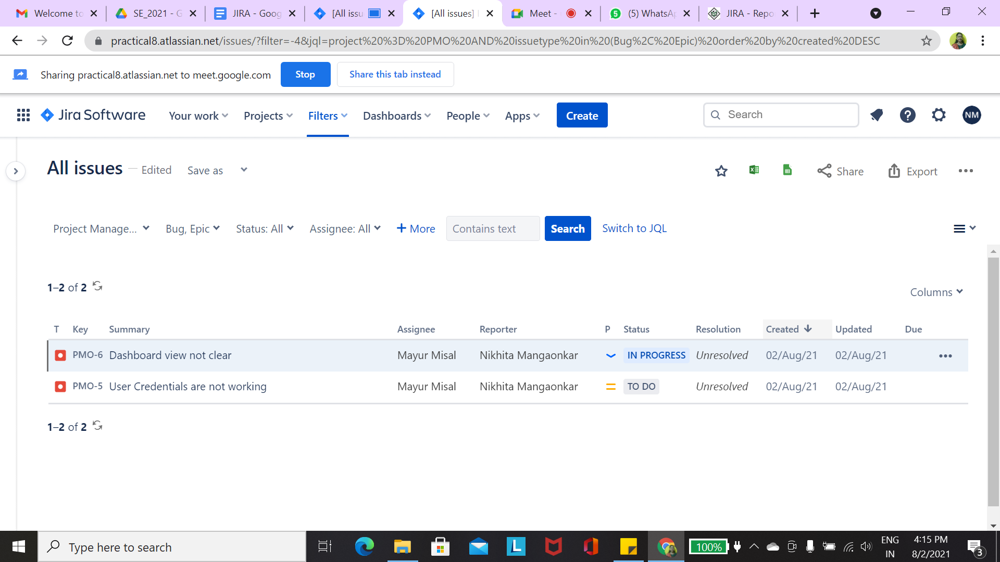 Welcome to
SE_2021 - G
JIRA - Goog
[All issu
[All issues]
Meet -
5 (5) WhatsAp
JIRA - Repo
practical8.atlassian.net/issues/?filter=-4&jql=project%20%3D%20PMO%20AND%20issuetype%20in%20(Bug%2C%20Epic)%20order%20by%20created%20DESC
Sharing practical8.atlassian.net to meet.google.com
Stop
Share this tab instead
Jira Software
Your work
Projects
Filters
Dashboards
People
Apps
Create
Search
NM
All issues
Edited
Save as
Share
Export
Project Manage...
Bug, Epic
Status: All
Assignee: All
+ More
Contains text
Search
Switch to JQL
1–2 of 2
Columns
T Key Summary Assignee Reporter P Status Resolution Created Updated Due
PMO-6 Dashboard view not clear Mayur Misal Nikhita Mangaonkar IN PROGRESS Unresolved 02/Aug/21 02/Aug/21
PMO-5 User Credentials are not working Mayur Misal Nikhita Mangaonkar TO DO Unresolved 02/Aug/21 02/Aug/21
1–2 of 2
Type here to search
L
100%
ENG
IN
4:15 PM
8/2/2021
3